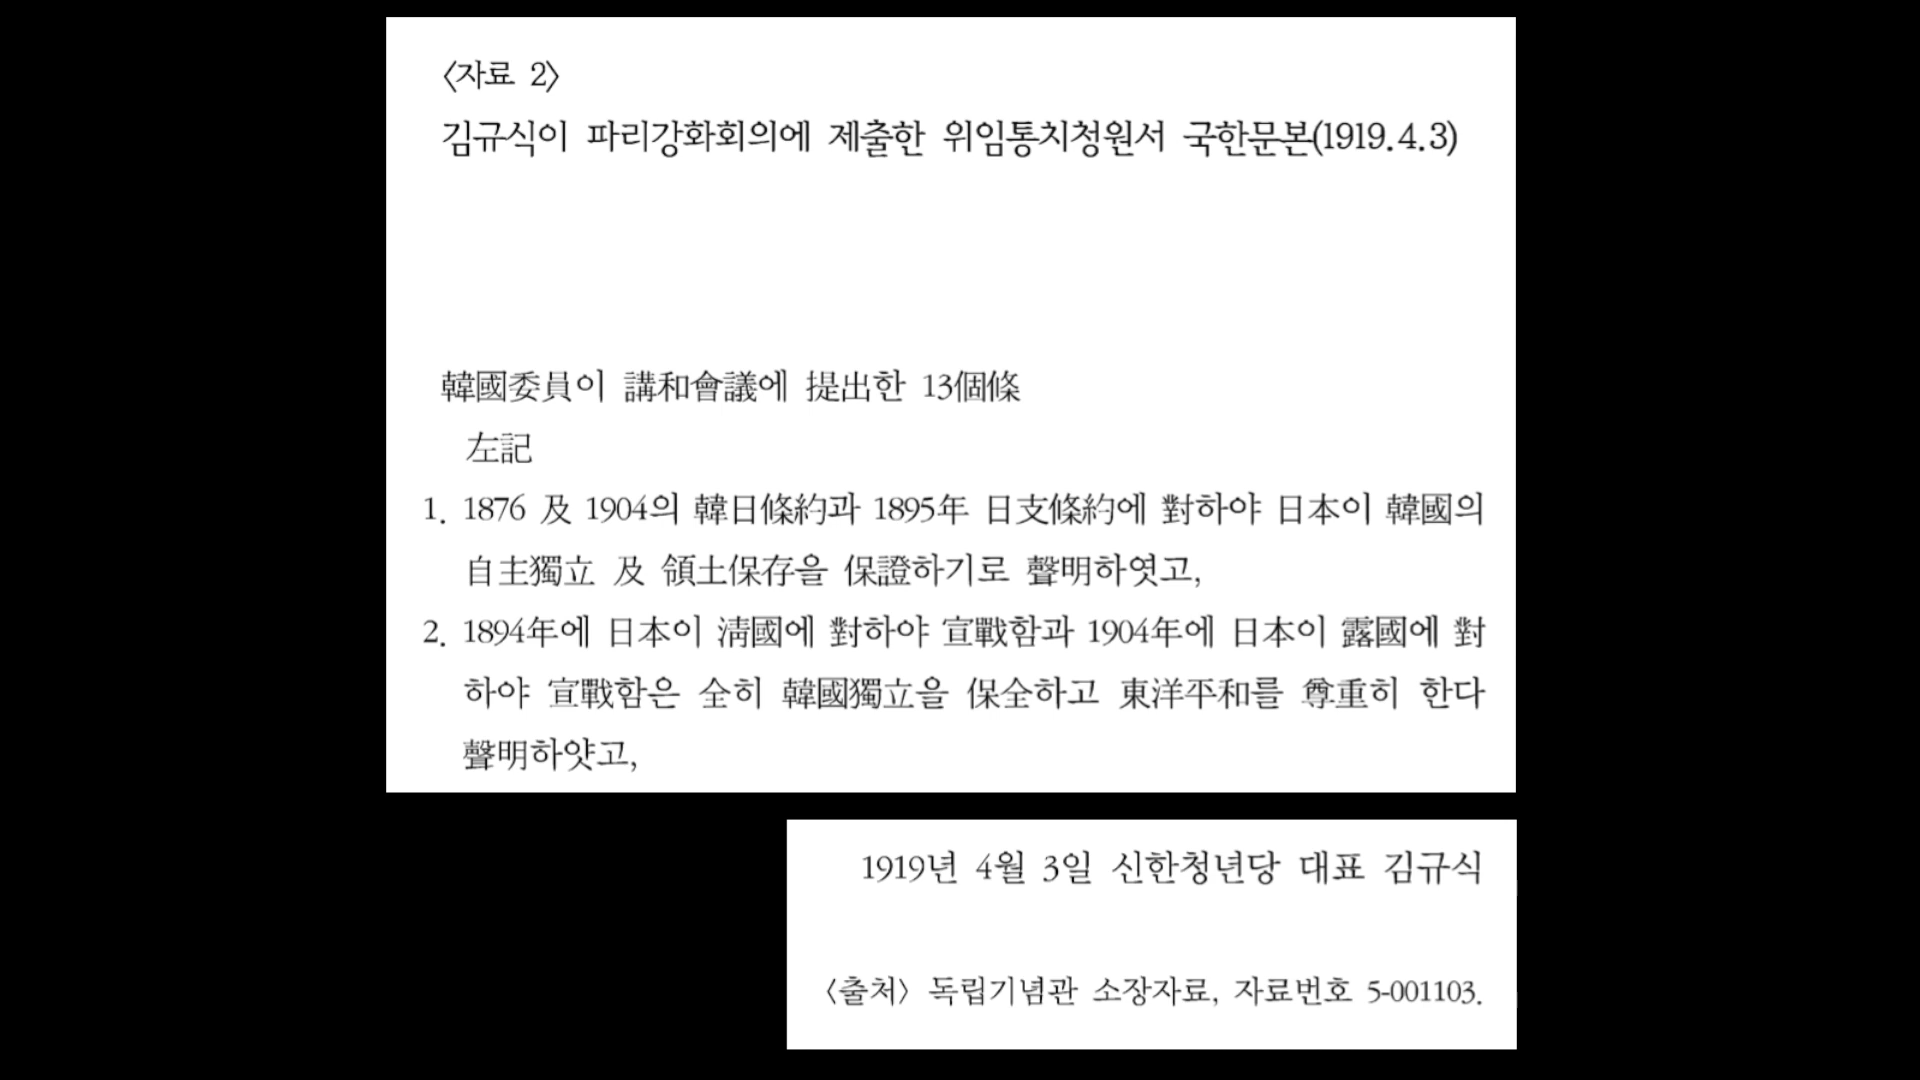 〈자료 2〉
김규식이 파리강화회의에 제출한 위임통치청원서 국한문본(1919.4.3)
韓國委員이 講和會議에 提出한 13個條
左記
1. 1876 及 1904의 韓日條約과 1895年 日支條約에 對하야 日本이 韓國의
自主獨立 及 領土保存을 保證하기로 聲明하엿고,
2. 1894年에 日本이 淸國에 對하야 宣戰함과 1904年에 日本이 露國에 對
하야 宣戰함은 全히 韓國獨立을 保全하고 東洋平和를 尊重히 한다
聲明하얏고,
1919년 4월 3일 신한청년당 대표 김규식
〈출처〉 독립기념관 소장자료, 자료번호 5-001103.